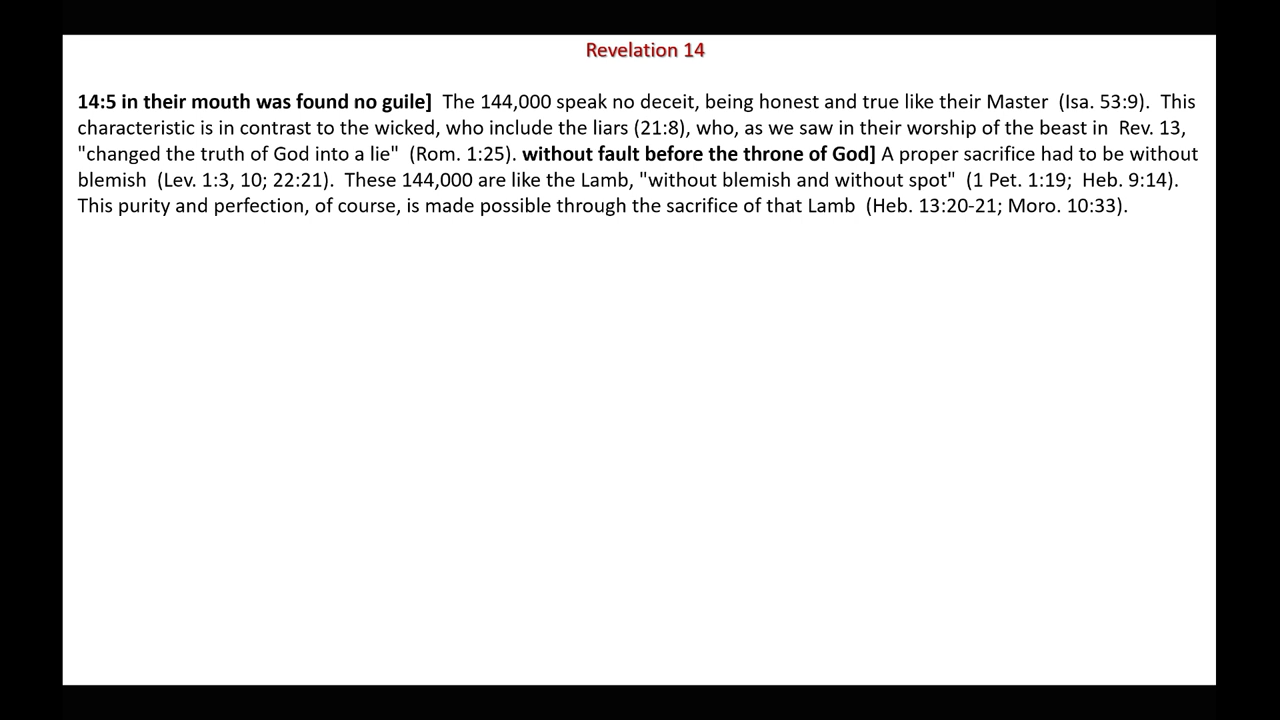 Revelation 14
14:5 in their mouth was found no guile]  The 144,000 speak no deceit, being honest and true like their Master  (Isa. 53:9).  This
characteristic is in contrast to the wicked, who include the liars (21:8), who, as we saw in their worship of the beast in  Rev. 13,
"changed the truth of God into a lie"  (Rom. 1:25). without fault before the throne of God] A proper sacrifice had to be without
blemish  (Lev. 1:3, 10; 22:21).  These 144,000 are like the Lamb, "without blemish and without spot"  (1 Pet. 1:19;  Heb. 9:14).
This purity and perfection, of course, is made possible through the sacrifice of that Lamb  (Heb. 13:20-21; Moro. 10:33).